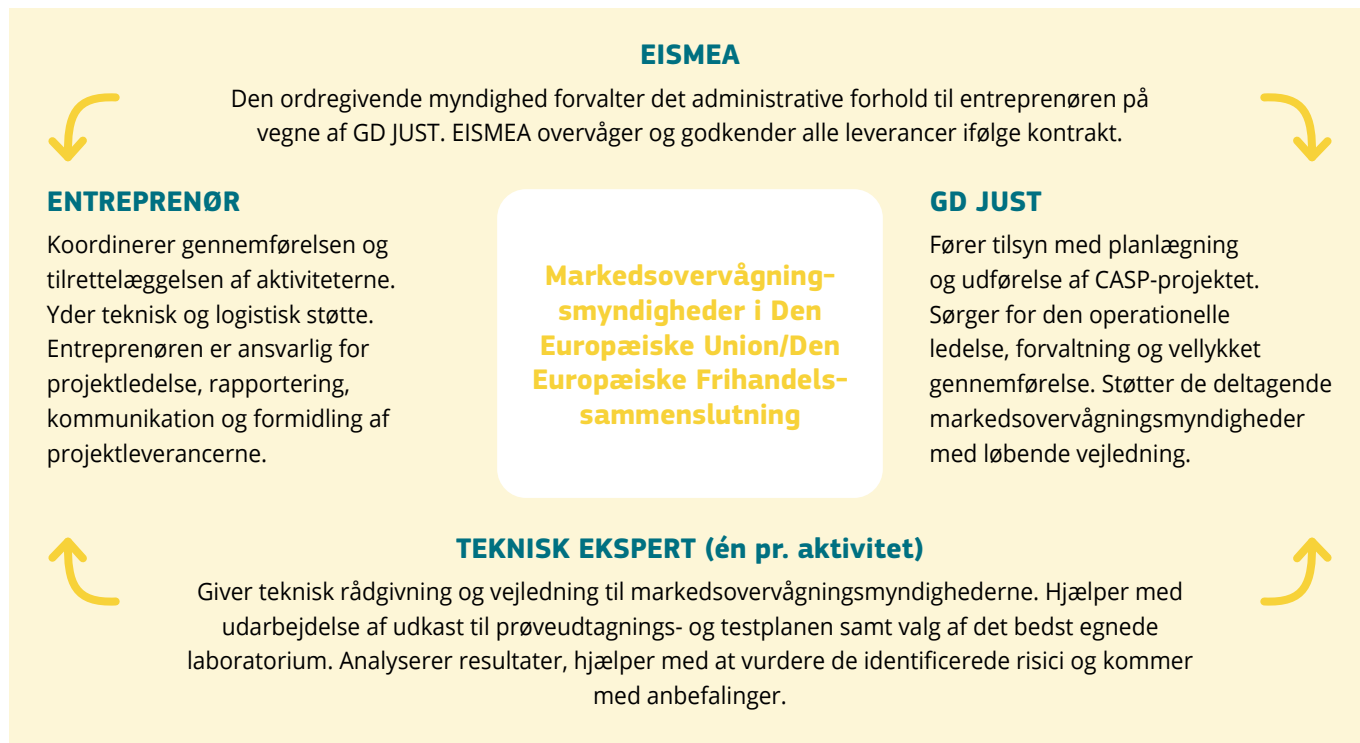 EISMEA
Den ordregivende myndighed forvalter det administrative forhold til entreprenøren på
vegne af GD JUST. EISMEA overvåger og godkender alle leverancer ifølge kontrakt.
ENTREPRENØR
Koordinerer gennemførelsen og
tilrettelæggelsen af aktiviteterne.
Yder teknisk og logistisk støtte.
Entreprenøren er ansvarlig for
projektledelse, rapportering,
kommunikation og formidling af
projektleverancerne.
Markedsovervågning-
smyndigheder i Den
Europæiske Union/Den
Europæiske Frihandels-
sammenslutning
GD JUST
Fører tilsyn med planlægning
og udførelse af CASP-projektet.
Sørger for den operationelle
ledelse, forvaltning og vellykket
gennemførelse. Støtter de deltagende
markedsovervågningsmyndigheder
med løbende vejledning.
TEKNISK EKSPERT (én pr. aktivitet)
Giver teknisk rådgivning og vejledning til markedsovervågningsmyndighederne. Hjælper med
udarbejdelse af udkast til prøveudtagnings- og testplanen samt valg af det bedst egnede
laboratorium. Analyserer resultater, hjælper med at vurdere de identificerede risici og kommer
med anbefalinger.